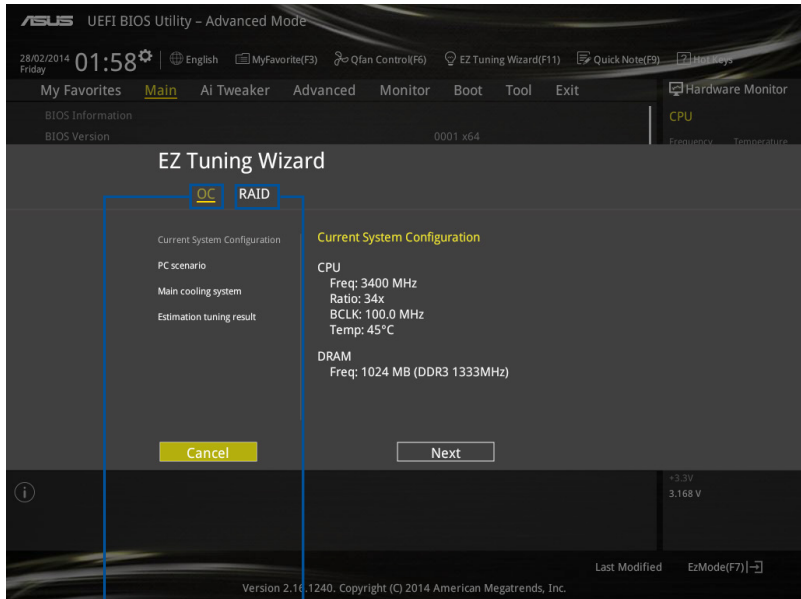 ASUS UEFI BIOS Utility – Advanced Mode
28/02/2014 Friday 01:58 English MyFavorite(F3) Qfan Control(F6) EZ Tuning Wizard(F11) Quick Note(F9) Hot Keys
My Favorites Main Ai Tweaker Advanced Monitor Boot Tool Exit
Hardware Monitor
BIOS Information
CPU
BIOS Version 0001 x64
Frequency Temperature
EZ Tuning Wizard
OC RAID
Current System Configuration
PC scenario
Main cooling system
Estimation tuning result
Current System Configuration
CPU
Freq: 3400 MHz
Ratio: 34x
BCLK: 100.0 MHz
Temp: 45°C
DRAM
Freq: 1024 MB (DDR3 1333MHz)
Cancel Next
+3.3V
3.168 V
Last Modified EzMode(F7)
Version 2.16.1240. Copyright (C) 2014 American Megatrends, Inc.